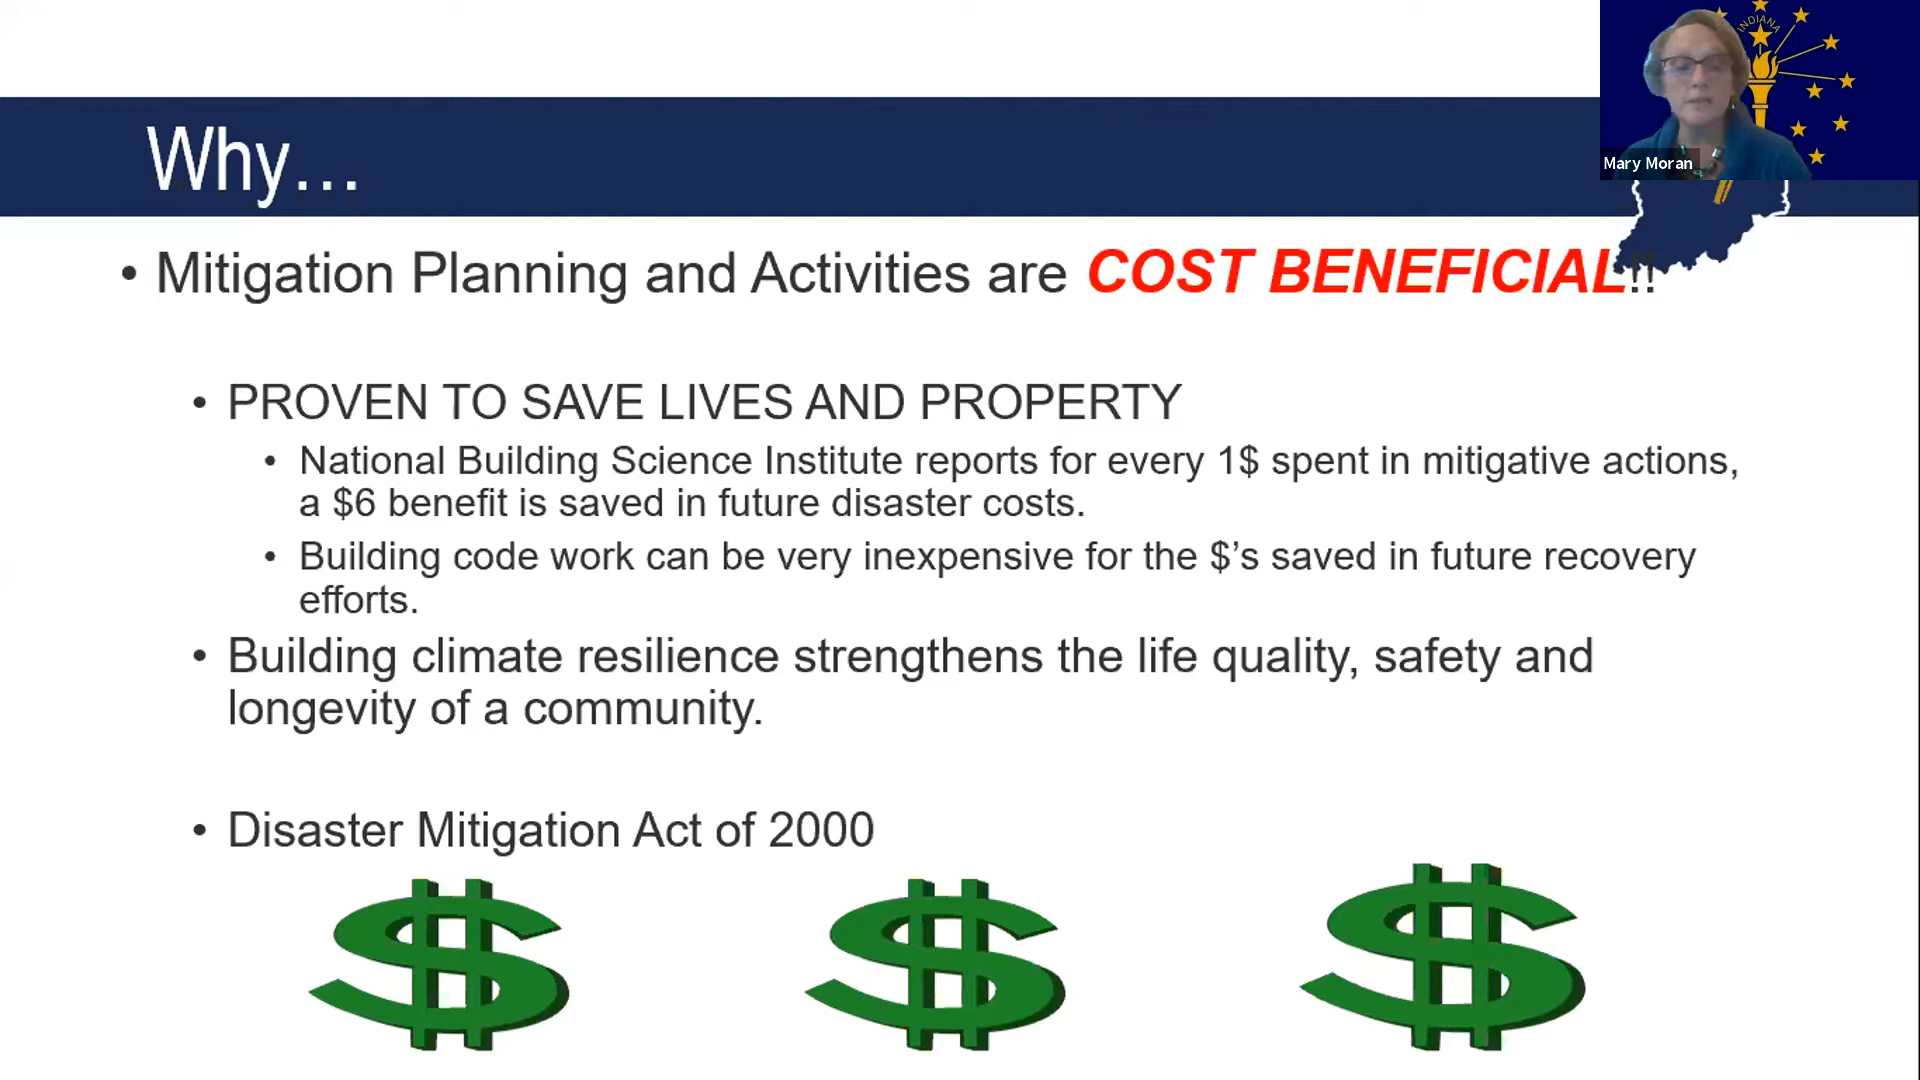 INDIANA
Mary Moran
Why…
• Mitigation Planning and Activities are COST BENEFICIAL!!
• PROVEN TO SAVE LIVES AND PROPERTY
• National Building Science Institute reports for every 1$ spent in mitigative actions,
a $6 benefit is saved in future disaster costs.
• Building code work can be very inexpensive for the $’s saved in future recovery
efforts.
• Building climate resilience strengthens the life quality, safety and
longevity of a community.
• Disaster Mitigation Act of 2000
$ $ $